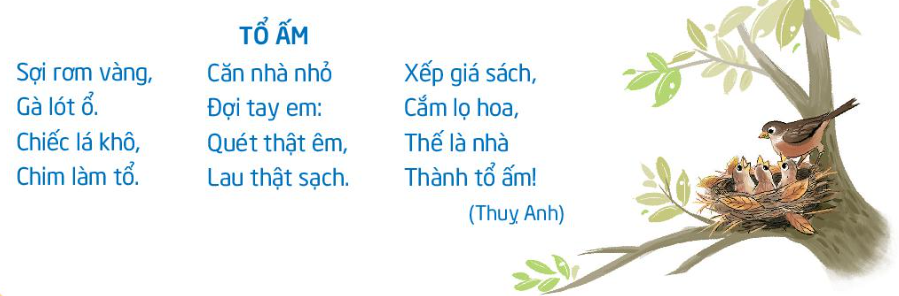 TỔ ẤM
Sợi rơm vàng,
Gà lót ổ.
Chiếc lá khô,
Chim làm tổ.
Căn nhà nhỏ
Đợi tay em:
Quét thật êm,
Lau thật sạch.
Xếp giá sách,
Cắm lọ hoa,
Thế là nhà
Thành tổ ấm!
(Thuỵ Anh)